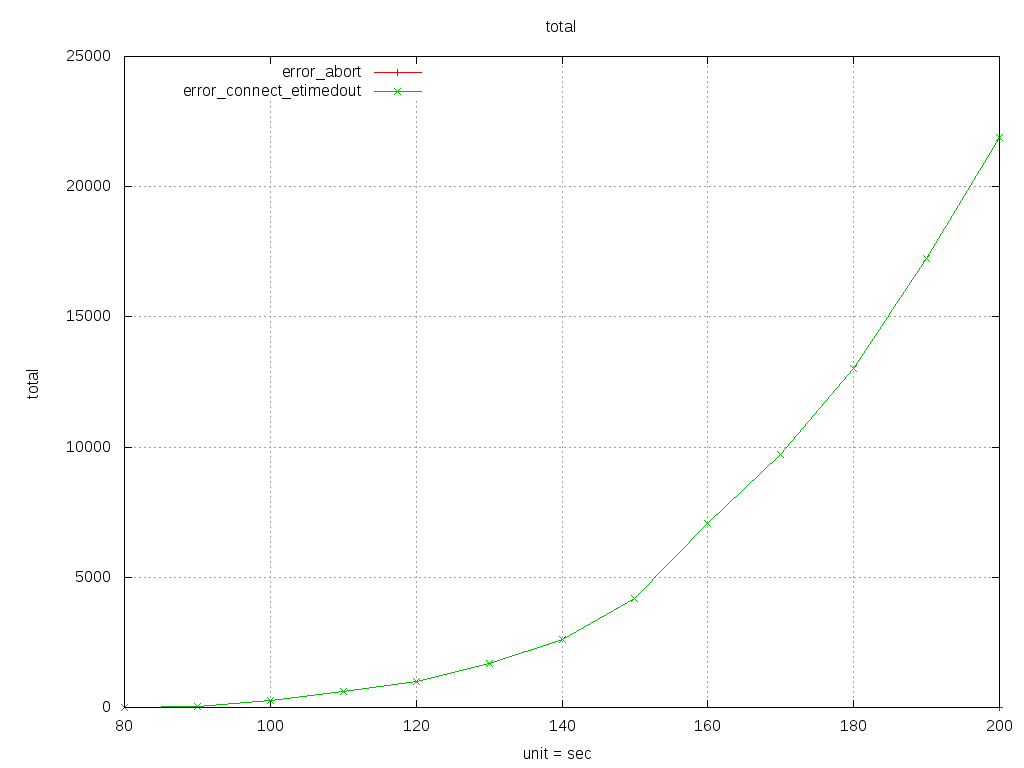 total
25000
error_abort
error_connect_etimedout
20000
15000
total
10000
5000
0
80 100 120 140 160 180 200
unit = sec